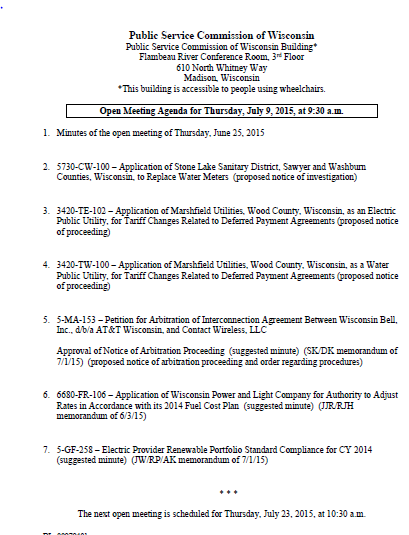 Public Service Commission of Wisconsin
Public Service Commission of Wisconsin Building*
Flambeau River Conference Room, 3rd Floor
610 North Whitney Way
Madison, Wisconsin
*This building is accessible to people using wheelchairs.
Open Meeting Agenda for Thursday, July 9, 2015, at 9:30 a.m.
1. Minutes of the open meeting of Thursday, June 25, 2015
2. 5730-CW-100 – Application of Stone Lake Sanitary District, Sawyer and Washburn
Counties, Wisconsin, to Replace Water Meters (proposed notice of investigation)
3. 3420-TE-102 – Application of Marshfield Utilities, Wood County, Wisconsin, as an Electric
Public Utility, for Tariff Changes Related to Deferred Payment Agreements (proposed notice
of proceeding)
4. 3420-TW-100 – Application of Marshfield Utilities, Wood County, Wisconsin, as a Water
Public Utility, for Tariff Changes Related to Deferred Payment Agreements (proposed notice
of proceeding)
5. 5-MA-153 – Petition for Arbitration of Interconnection Agreement Between Wisconsin Bell,
Inc., d/b/a AT&T Wisconsin, and Contact Wireless, LLC
Approval of Notice of Arbitration Proceeding (suggested minute) (SK/DK memorandum of
7/1/15) (proposed notice of arbitration proceeding and order regarding procedures)
6. 6680-FR-106 – Application of Wisconsin Power and Light Company for Authority to Adjust
Rates in Accordance with its 2014 Fuel Cost Plan (suggested minute) (JJR/RJH
memorandum of 6/3/15)
7. 5-GF-258 – Electric Provider Renewable Portfolio Standard Compliance for CY 2014
(suggested minute) (JW/RP/AK memorandum of 7/1/15)
* * *
The next open meeting is scheduled for Thursday, July 23, 2015, at 10:30 a.m.